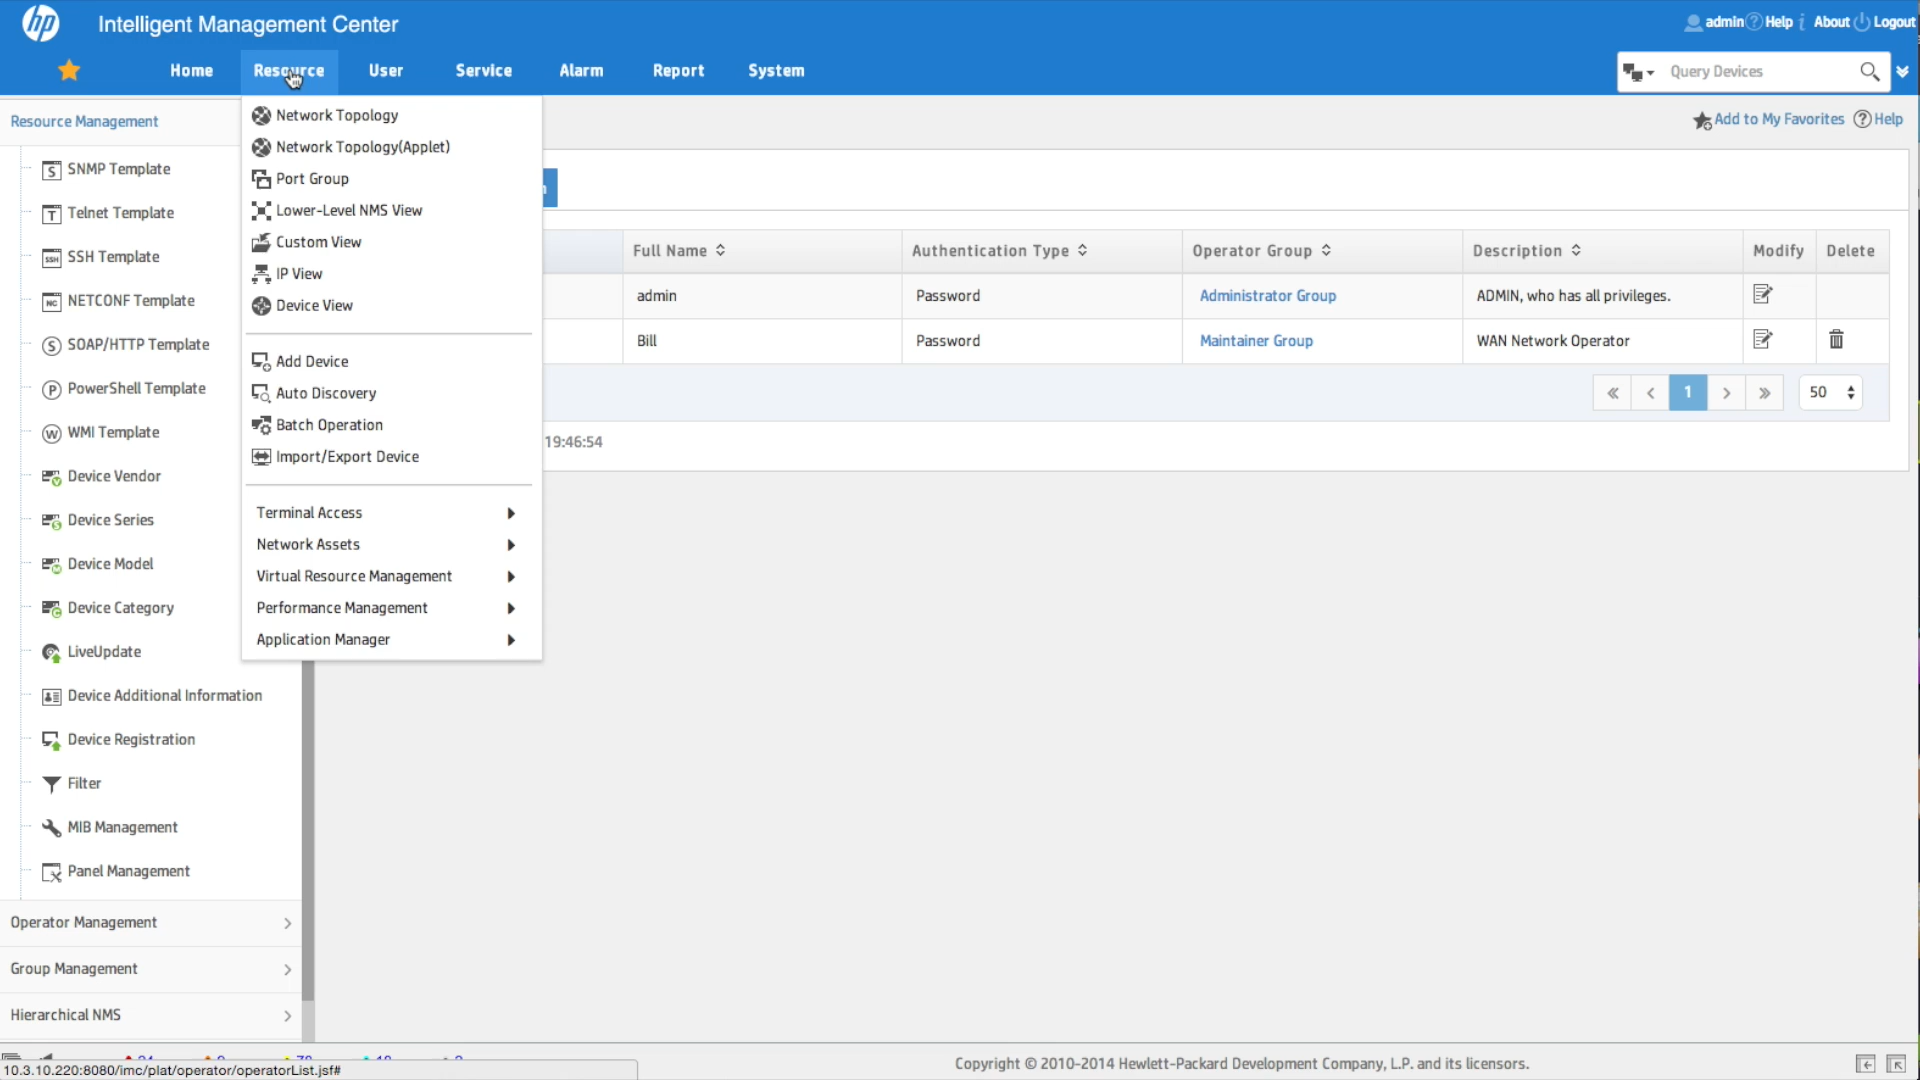 hp
Intelligent Management Center
admin Help About Logout
Home Resource User Service Alarm Report System
Query Devices
Resource Management
SNMP Template
Telnet Template
SSH Template
NETCONF Template
SOAP/HTTP Template
PowerShell Template
WMI Template
Device Vendor
Device Series
Device Model
Device Category
LiveUpdate
Device Additional Information
Device Registration
Filter
MIB Management
Panel Management
Operator Management
Group Management
Hierarchical NMS
Network Topology
Network Topology(Applet)
Port Group
Lower-Level NMS View
Custom View
IP View
Device View
Add Device
Auto Discovery
Batch Operation
Import/Export Device
Terminal Access
Network Assets
Virtual Resource Management
Performance Management
Application Manager
Add to My Favorites Help
Full Name Authentication Type Operator Group Description Modify Delete
admin Password Administrator Group ADMIN, who has all privileges.
Bill Password Maintainer Group WAN Network Operator
« ‹ 1 › » 50
19:46:54
10.3.10.220:8080/imc/plat/operator/operatorList.jsf#
Copyright © 2010-2014 Hewlett-Packard Development Company, L.P. and its licensors.